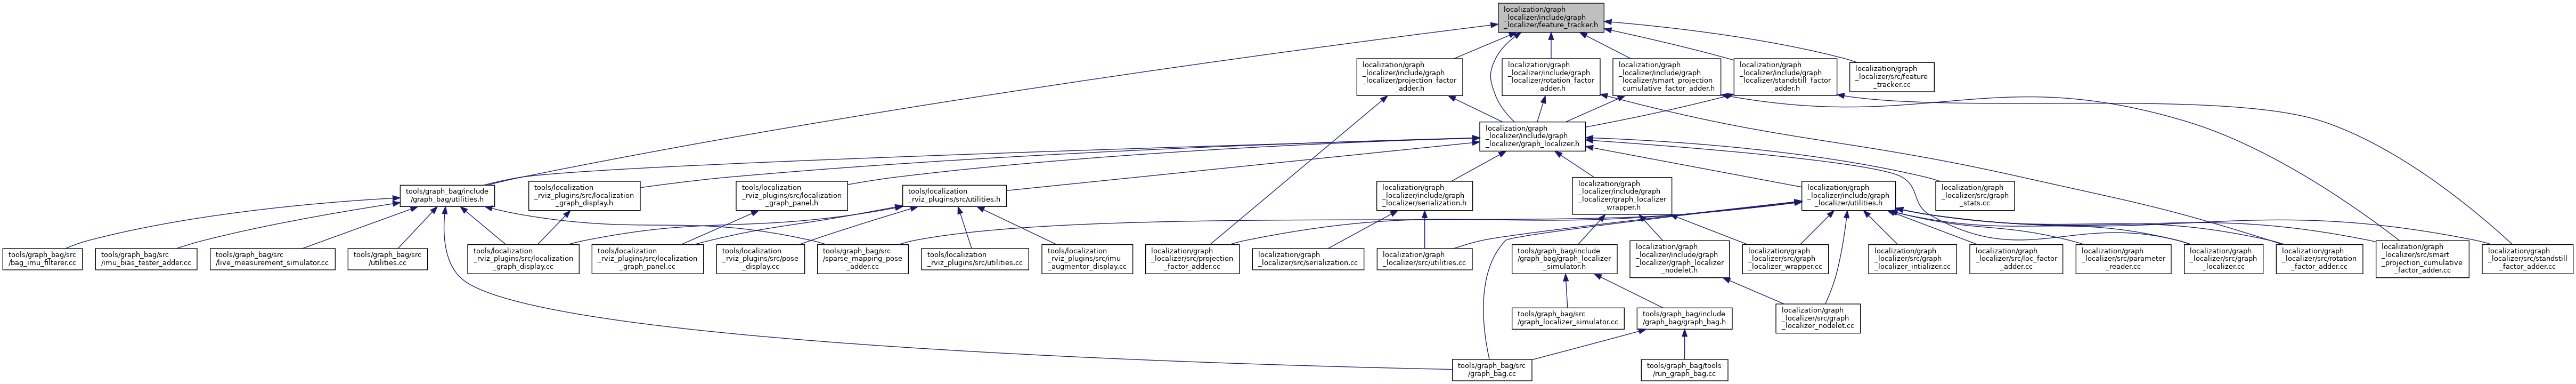 localization/graph
_localizer/include/graph
_localizer/feature_tracker.h
localization/graph
_localizer/include/graph
_localizer/projection_factor
_adder.h
localization/graph
_localizer/include/graph
_localizer/rotation_factor
_adder.h
localization/graph
_localizer/include/graph
_localizer/smart_projection
_cumulative_factor_adder.h
localization/graph
_localizer/include/graph
_localizer/standstill_factor
_adder.h
localization/graph
_localizer/src/feature
_tracker.cc
localization/graph
_localizer/include/graph
_localizer/graph_localizer.h
tools/graph_bag/include
/graph_bag/utilities.h
tools/localization
_rviz_plugins/src/localization
_graph_display.h
tools/localization
_rviz_plugins/src/localization
_graph_panel.h
tools/localization
_rviz_plugins/src/utilities.h
localization/graph
_localizer/include/graph
_localizer/serialization.h
localization/graph
_localizer/include/graph
_localizer/graph_localizer
_wrapper.h
localization/graph
_localizer/include/graph
_localizer/utilities.h
localization/graph
_localizer/src/graph
_stats.cc
tools/graph_bag/src
/bag_imu_filterer.cc
tools/graph_bag/src
/imu_bias_tester_adder.cc
tools/graph_bag/src
/live_measurement_simulator.cc
tools/graph_bag/src
/utilities.cc
tools/localization
_rviz_plugins/src/localization
_graph_display.cc
tools/localization
_rviz_plugins/src/localization
_graph_panel.cc
tools/localization
_rviz_plugins/src/pose
_display.cc
tools/graph_bag/src
/sparse_mapping_pose
_adder.cc
tools/localization
_rviz_plugins/src/utilities.cc
tools/localization
_rviz_plugins/src/imu
_augmentor_display.cc
localization/graph
_localizer/src/projection
_factor_adder.cc
localization/graph
_localizer/src/serialization.cc
localization/graph
_localizer/src/utilities.cc
tools/graph_bag/include
/graph_bag/graph_localizer
_simulator.h
localization/graph
_localizer/include/graph
_localizer/graph_localizer
_nodelet.h
localization/graph
_localizer/src/graph
_localizer_wrapper.cc
localization/graph
_localizer/src/graph
_localizer_intializer.cc
localization/graph
_localizer/src/loc_factor
_adder.cc
localization/graph
_localizer/src/parameter
_reader.cc
localization/graph
_localizer/src/graph
_localizer.cc
localization/graph
_localizer/src/rotation
_factor_adder.cc
localization/graph
_localizer/src/smart
_projection_cumulative
_factor_adder.cc
localization/graph
_localizer/src/standstill
_factor_adder.cc
tools/graph_bag/src
/graph_localizer_simulator.cc
tools/graph_bag/include
/graph_bag/graph_bag.h
localization/graph
_localizer/src/graph
_localizer_nodelet.cc
tools/graph_bag/src
/graph_bag.cc
tools/graph_bag/tools
/run_graph_bag.cc